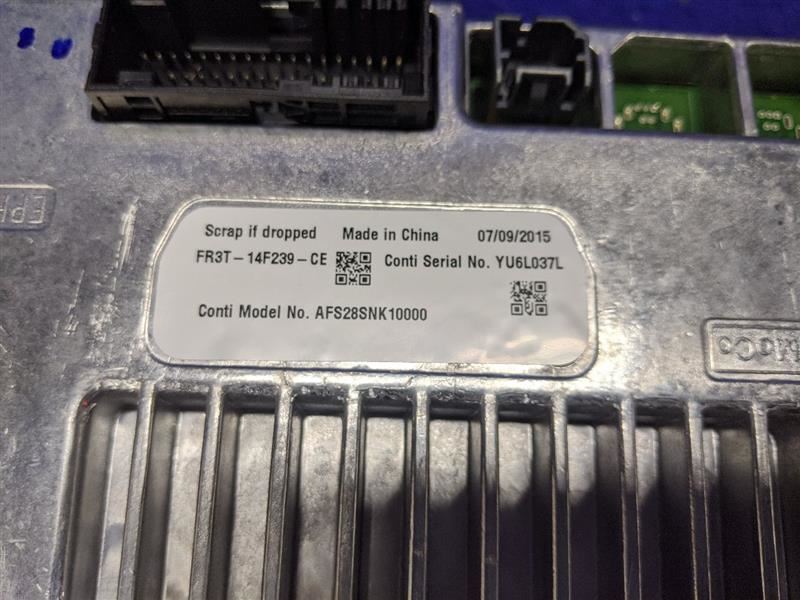 Scrap if dropped Made in China 07/09/2015
FR3T-14F239-CE Conti Serial No. YU6L037L
Conti Model No. AFS28SNK10000